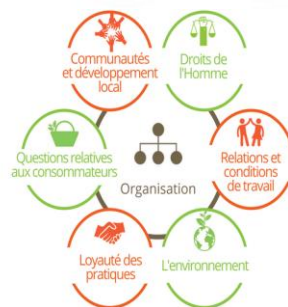 Communautés
et développement
local
Droits de
l'Homme
Questions relatives
aux consommateurs
Organisation
Relations et
conditions
de travail
Loyauté des
pratiques
L'environnement